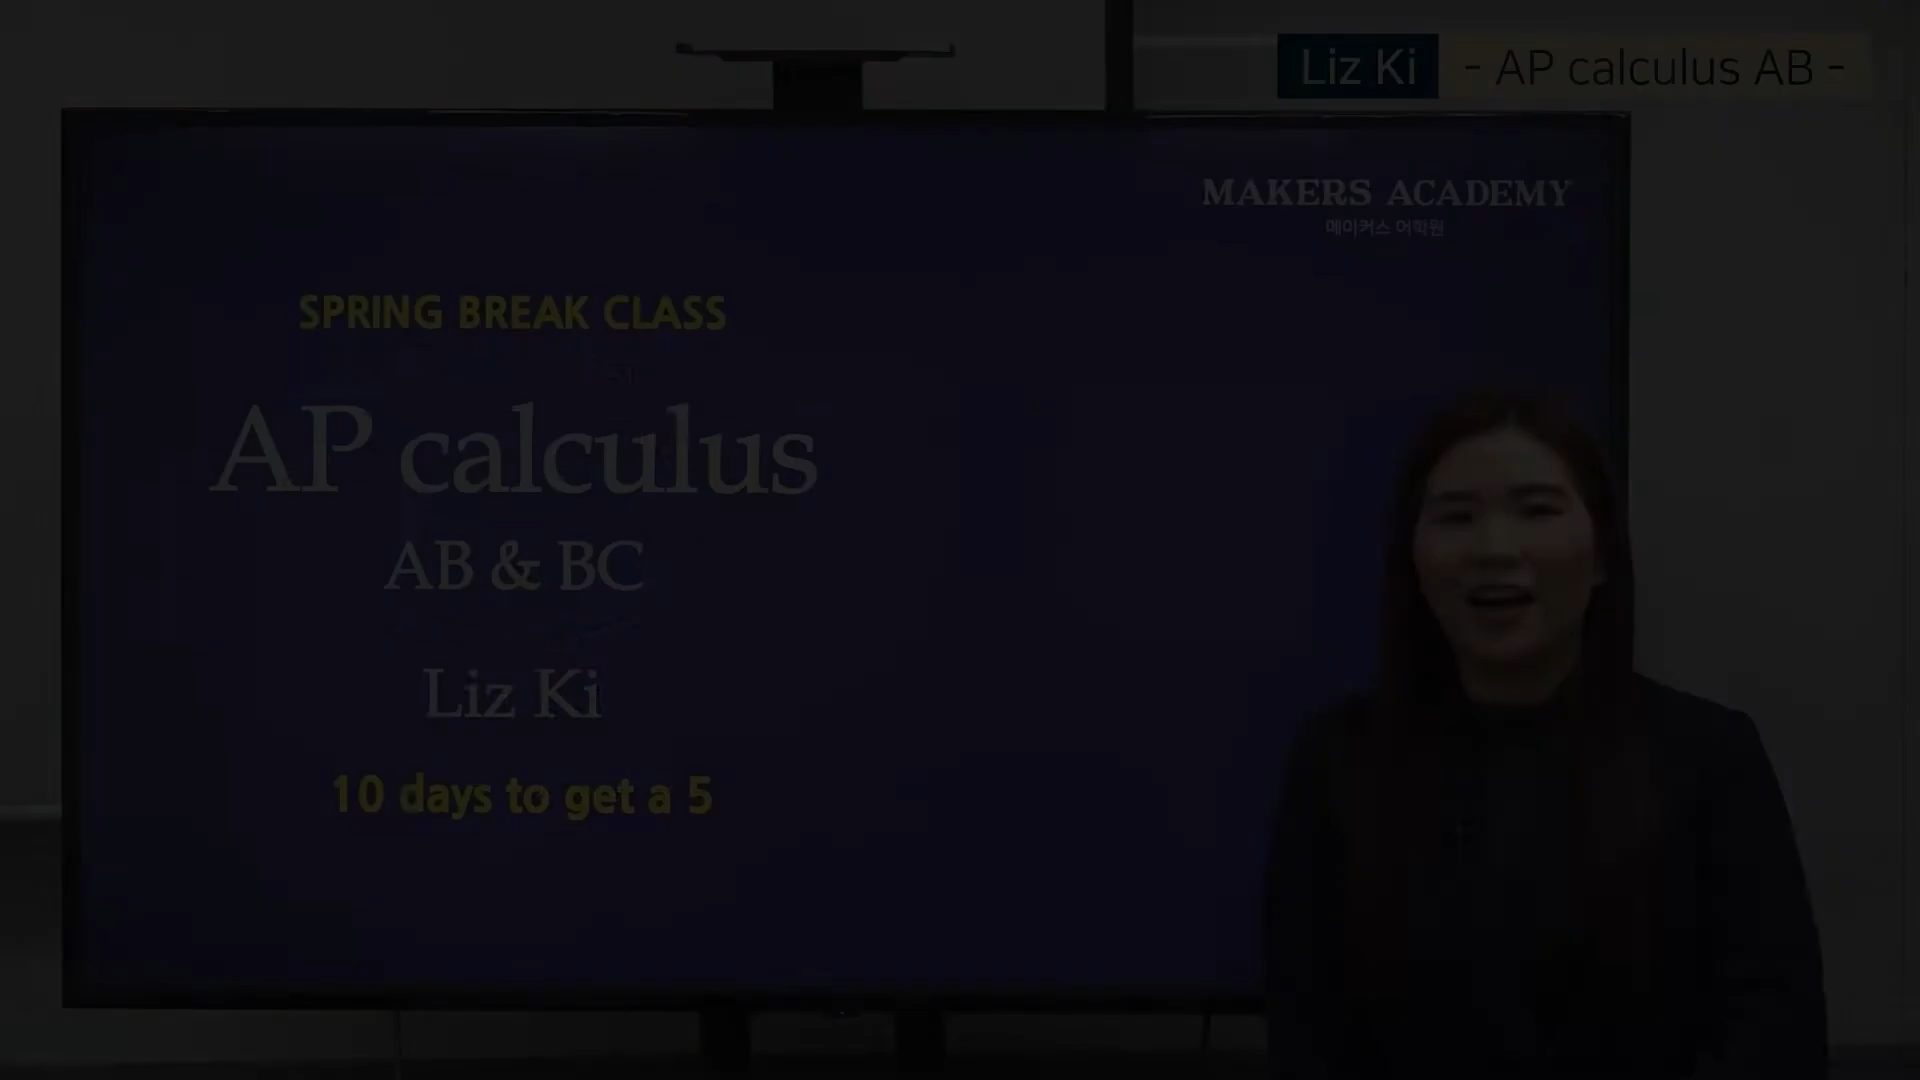 Liz Ki - AP calculus AB -
MAKERS ACADEMY
메이커스 어학원
SPRING BREAK CLASS
AP calculus
AB & BC
Liz Ki
10 days to get a 5